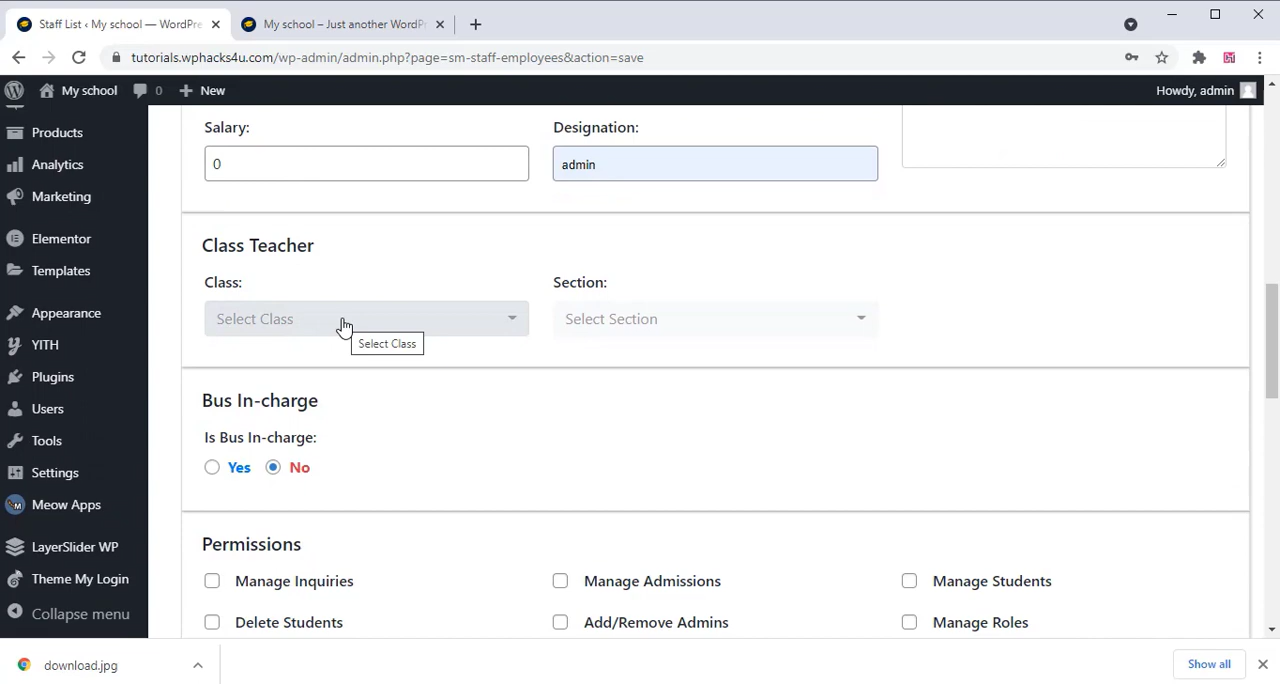 Staff List ‹ My school — WordPre
My school – Just another WordPr
tutorials.wphacks4u.com/wp-admin/admin.php?page=sm-staff-employees&action=save
My school
0
New
Howdy, admin
Products
Analytics
Marketing
Elementor
Templates
Appearance
YITH
Plugins
Users
Tools
Settings
Meow Apps
LayerSlider WP
Theme My Login
Collapse menu
Salary:
Designation:
0
admin
Class Teacher
Class:
Section:
Select Class
Select Section
Select Class
Bus In-charge
Is Bus In-charge:
Yes
No
Permissions
Manage Inquiries
Manage Admissions
Manage Students
Delete Students
Add/Remove Admins
Manage Roles
download.jpg
Show all